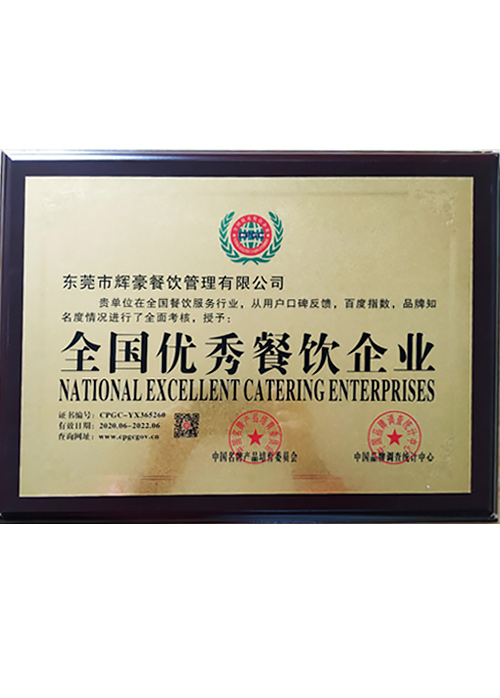 东莞市辉豪餐饮管理有限公司
贵单位在全国餐饮服务行业，从用户口碑反馈，百度指数，品牌知
名度情况进行了全面考核，授予：
全国优秀餐饮企业
NATIONAL EXCELLENT CATERING ENTERPRISES
证书编号：CPGC-YX365260
有效日期：2020.06-2022.06
查询网址：www.cpgcgov.cn
中国名牌产品培育委员会
中国品牌调查统计中心